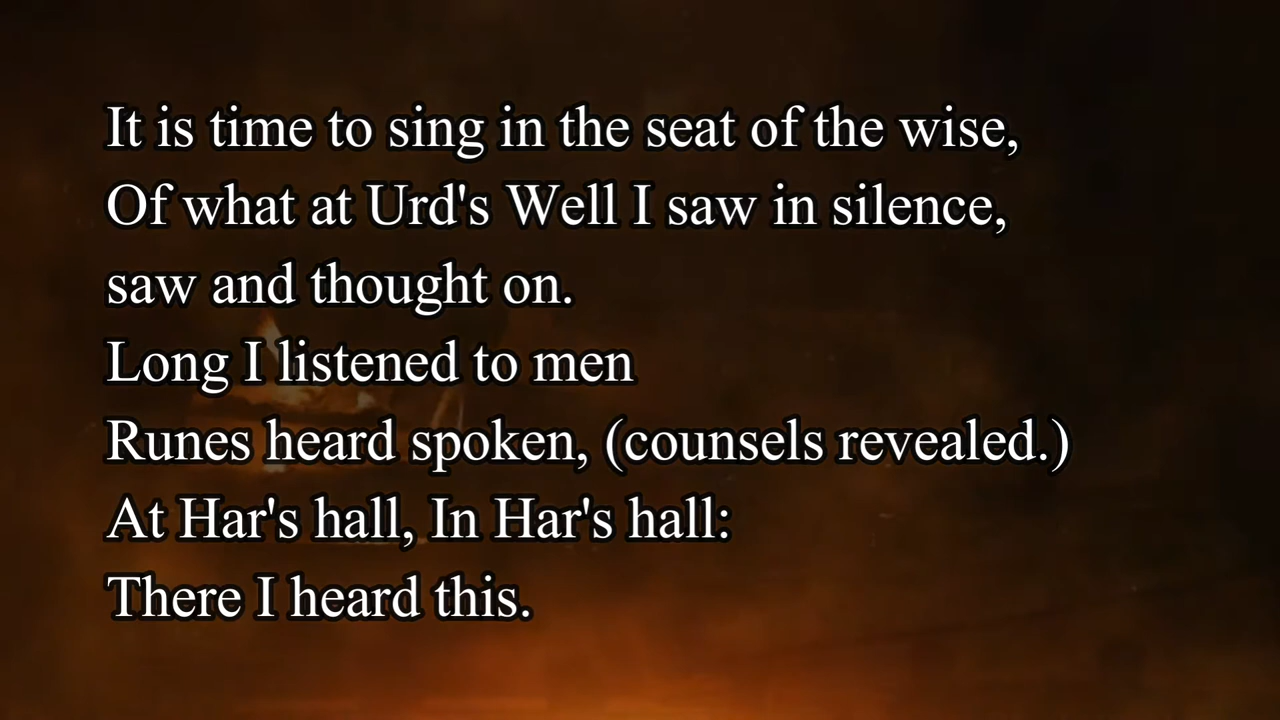 It is time to sing in the seat of the wise,
Of what at Urd's Well I saw in silence,
saw and thought on.
Long I listened to men
Runes heard spoken, (counsels revealed.)
At Har's hall, In Har's hall:
There I heard this.